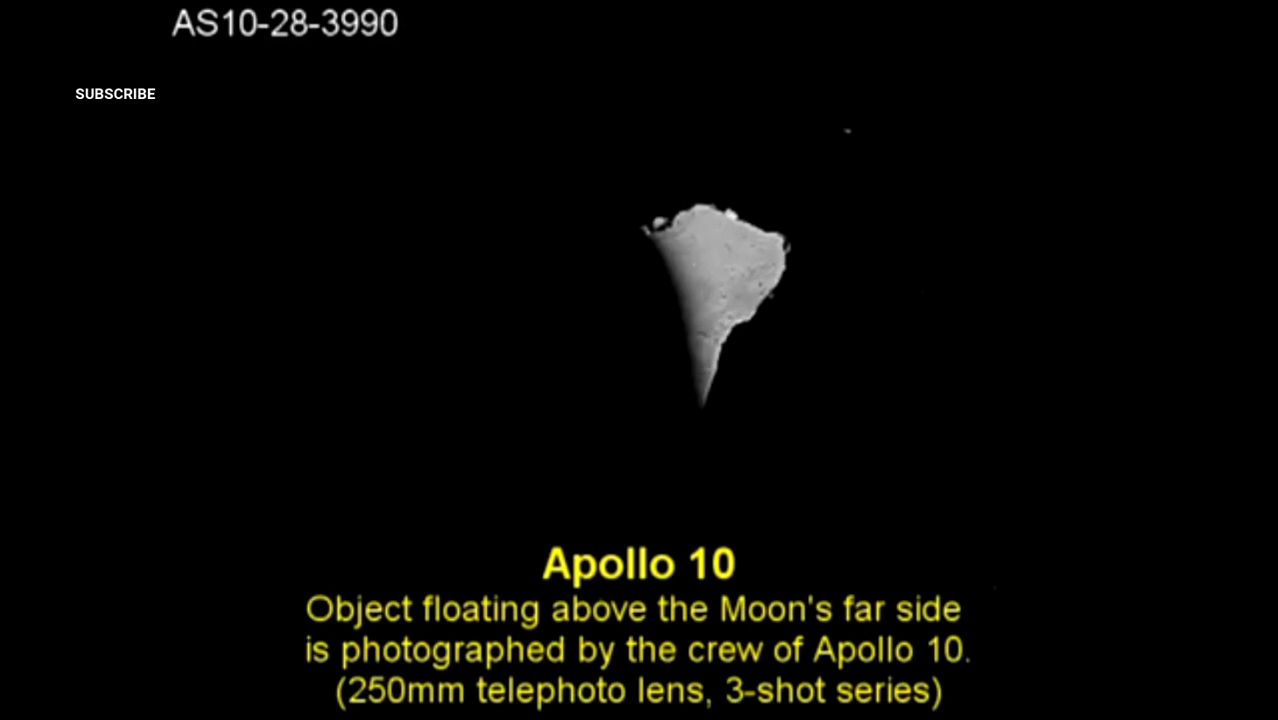 AS10-28-3990
SUBSCRIBE
Apollo 10
Object floating above the Moon's far side
is photographed by the crew of Apollo 10.
(250mm telephoto lens, 3-shot series)